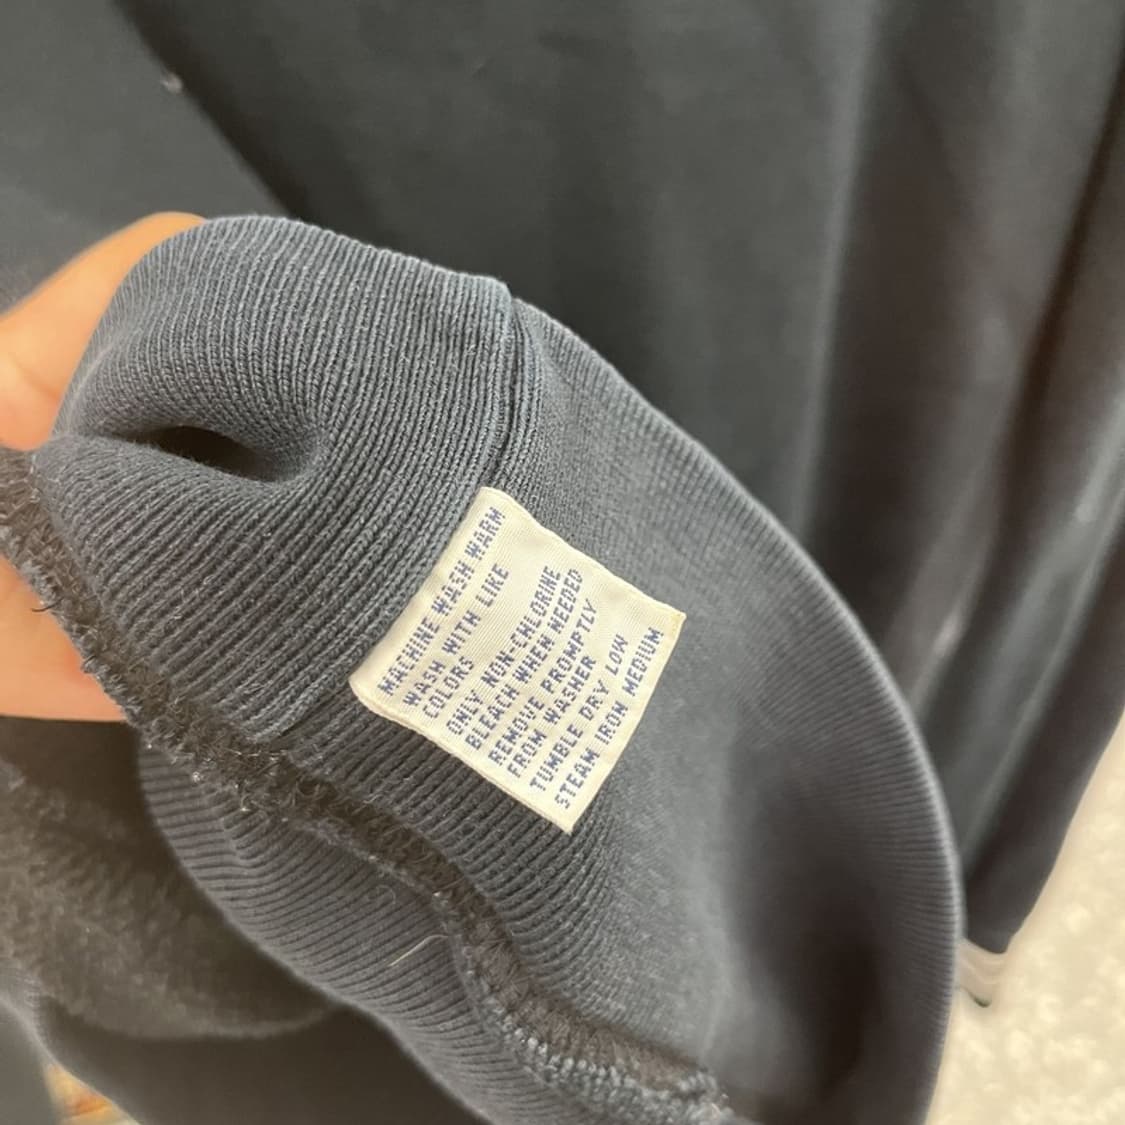 MACHINE WASH WARM
WASH WITH LIKE
COLORS
ONLY NON-CHLORINE
BLEACH WHEN NEEDED
REMOVE PROMPTLY
FROM WASHER
TUMBLE DRY LOW
STEAM IRON MEDIUM